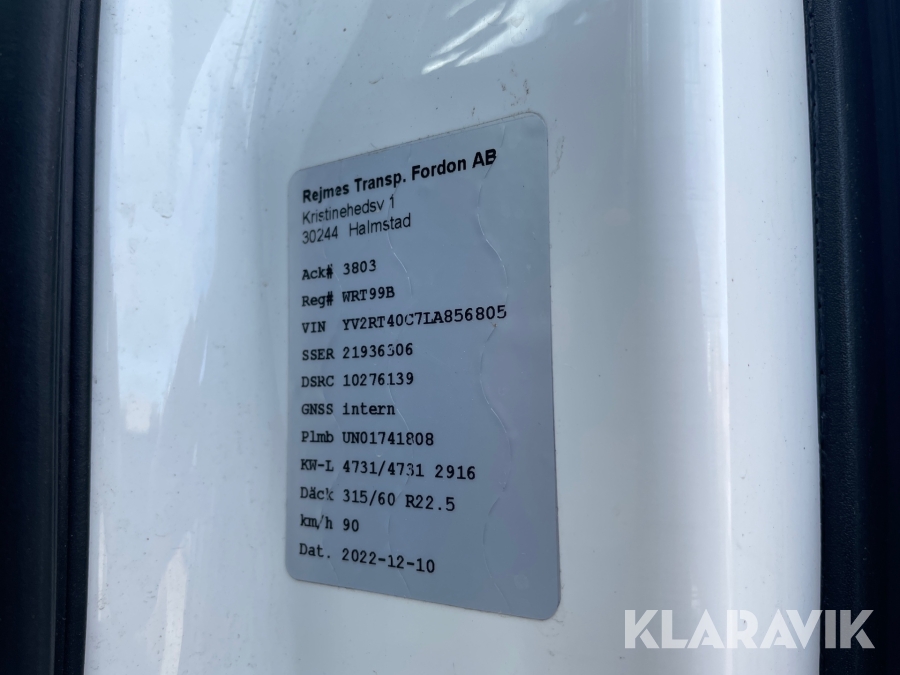 Rejmes Transp. Fordon AB
Kristinehedsv 1
30244 Halmstad
Ack# 3803
Reg# WRT99B
VIN YV2RT40C7LA856805
SSER 21936306
DSRC 10276139
GNSS intern
Plmb UN01741808
KW-L 4731/4731 2916
Däck 315/60 R22.5
km/h 90
Dat. 2022-12-10
KLARAVIK